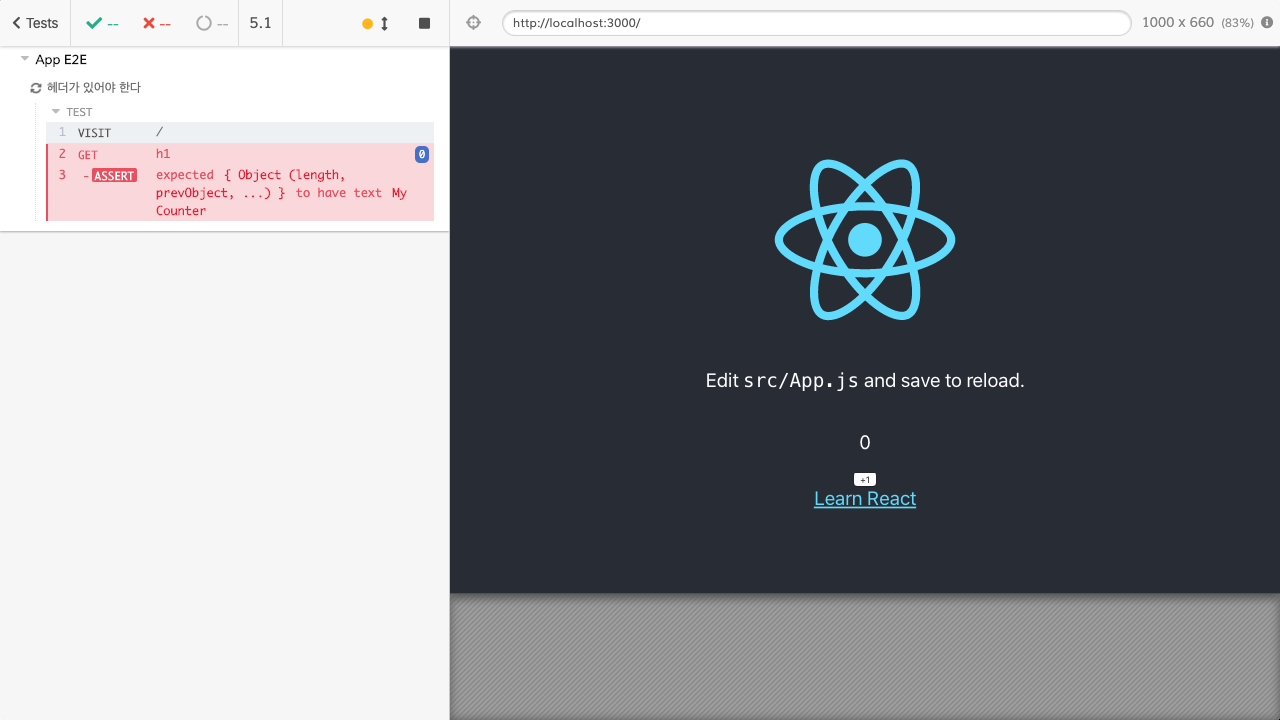 Tests -- -- -- 5.1
http://localhost:3000/ 1000 x 660 (83%)
App E2E
헤더가 있어야 한다
TEST
1 VISIT /
2 GET h1 0
3 -ASSERT expected { Object (length,
prevObject, ...) } to have text My
Counter
Edit src/App.js and save to reload.
0
+1
Learn React